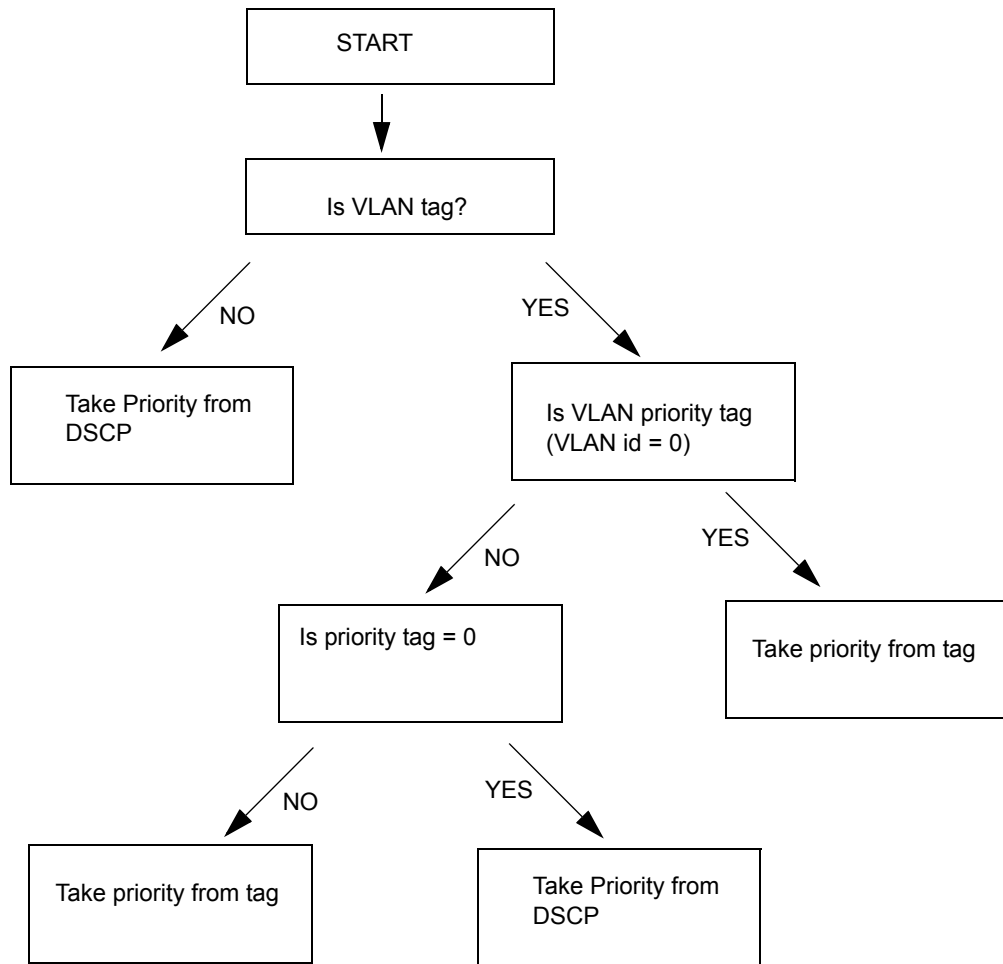 START
Is VLAN tag?
NO
YES
Take Priority from
DSCP
Is VLAN priority tag
(VLAN id = 0)
NO
YES
Is priority tag = 0
Take priority from tag
NO
YES
Take priority from tag
Take Priority from
DSCP